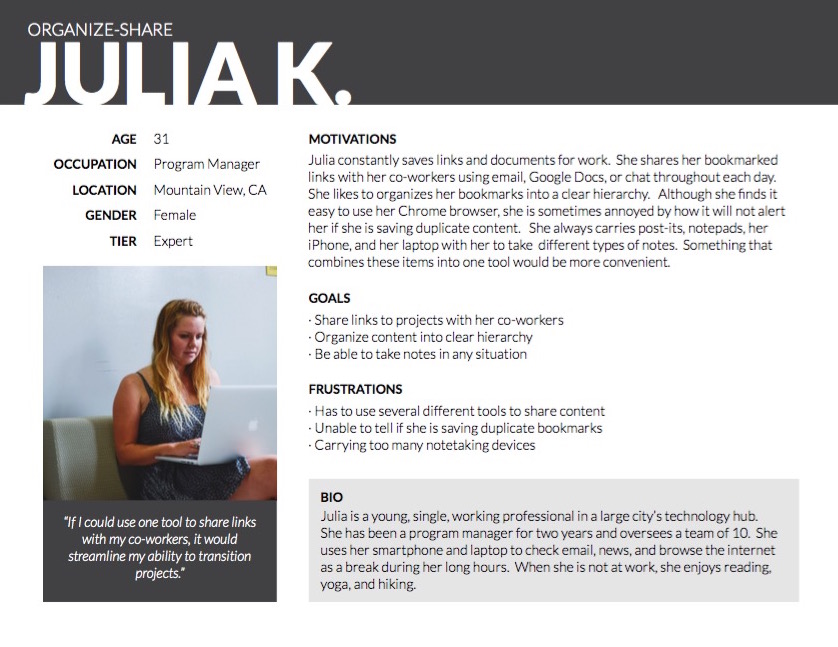 ORGANIZE-SHARE
JULIA K.
AGE 31
OCCUPATION Program Manager
LOCATION Mountain View, CA
GENDER Female
TIER Expert
"If I could use one tool to share links
with my co-workers, it would
streamline my ability to transition
projects."
MOTIVATIONS
Julia constantly saves links and documents for work. She shares her bookmarked
links with her co-workers using email, Google Docs, or chat throughout each day.
She likes to organizes her bookmarks into a clear hierarchy. Although she finds it
easy to use her Chrome browser, she is sometimes annoyed by how it will not alert
her if she is saving duplicate content. She always carries post-its, notepads, her
iPhone, and her laptop with her to take different types of notes. Something that
combines these items into one tool would be more convenient.
GOALS
· Share links to projects with her co-workers
· Organize content into clear hierarchy
· Be able to take notes in any situation
FRUSTRATIONS
· Has to use several different tools to share content
· Unable to tell if she is saving duplicate bookmarks
· Carrying too many notetaking devices
BIO
Julia is a young, single, working professional in a large city's technology hub.
She has been a program manager for two years and oversees a team of 10. She
uses her smartphone and laptop to check email, news, and browse the internet
as a break during her long hours. When she is not at work, she enjoys reading,
yoga, and hiking.